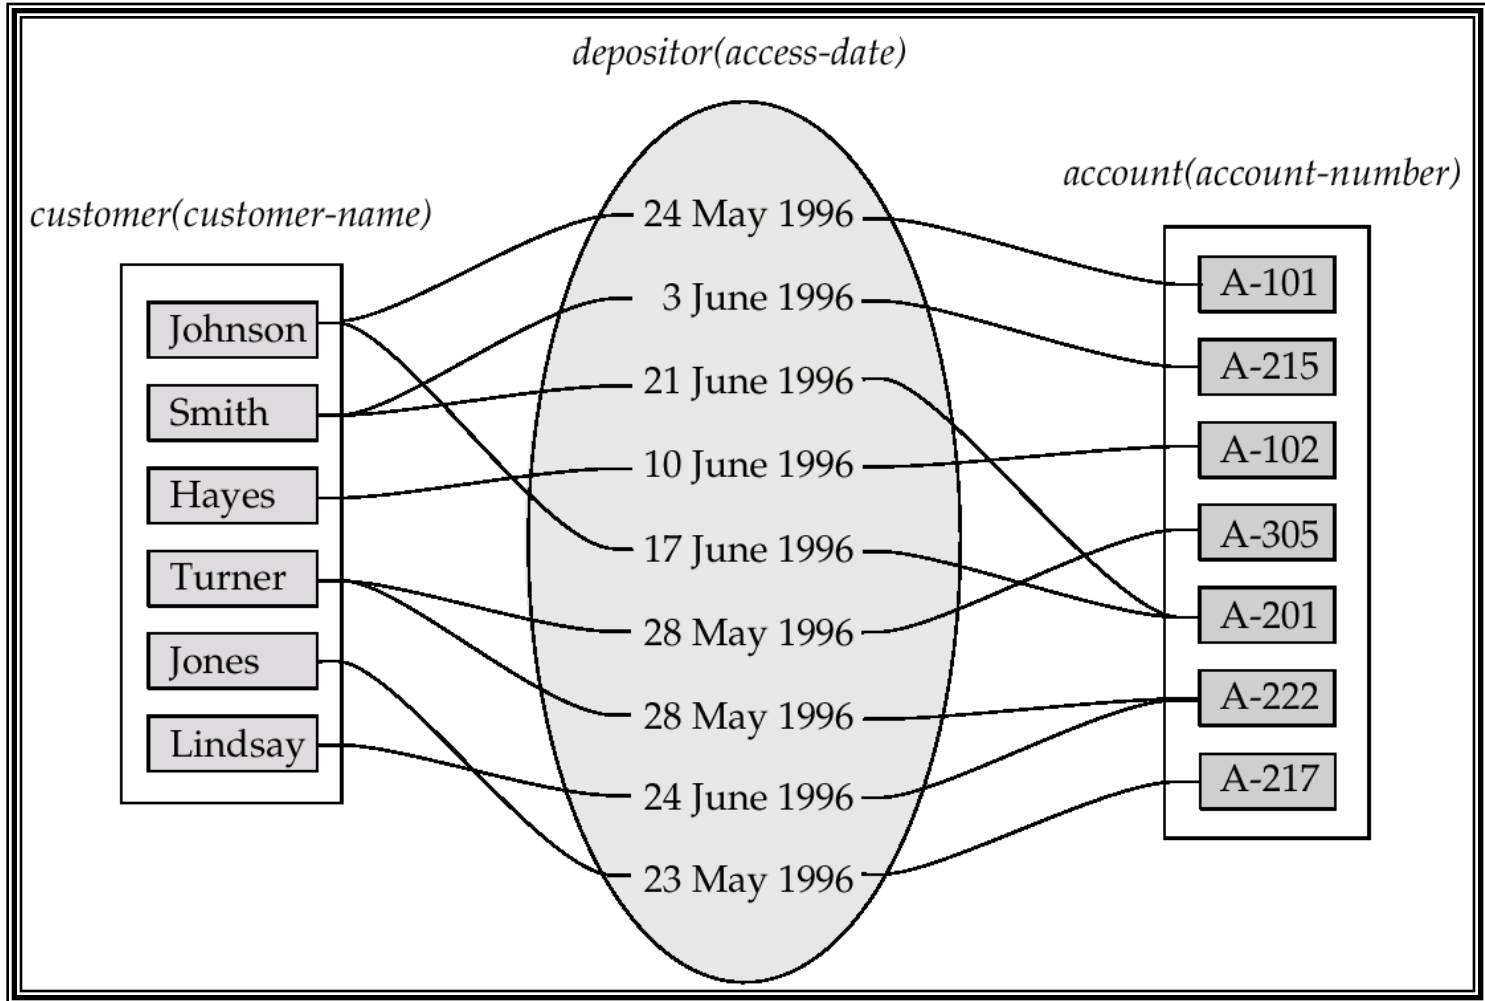 depositor(access-date)
customer(customer-name)
Johnson
Smith
Hayes
Turner
Jones
Lindsay
24 May 1996
3 June 1996
21 June 1996
10 June 1996
17 June 1996
28 May 1996
28 May 1996
24 June 1996
23 May 1996
account(account-number)
A-101
A-215
A-102
A-305
A-201
A-222
A-217